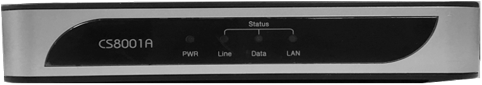 Status
CS8001A
PWR Line Data LAN